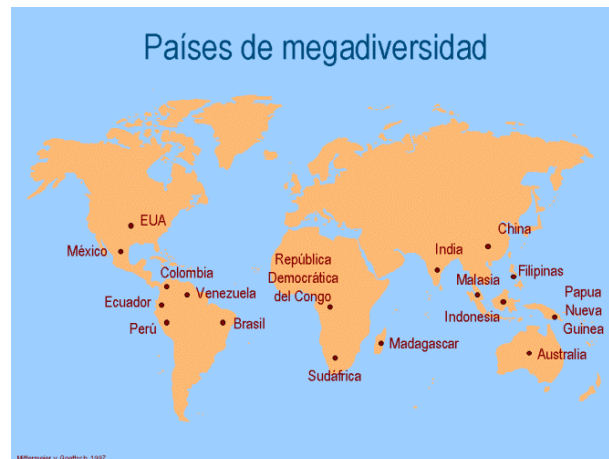 Países de megadiversidad
EUA
México
Colombia
Venezuela
Ecuador
Perú
Brasil
República
Democrática
del Congo
Sudáfrica
Madagascar
India
China
Filipinas
Malasia
Indonesia
Papua
Nueva
Guinea
Australia